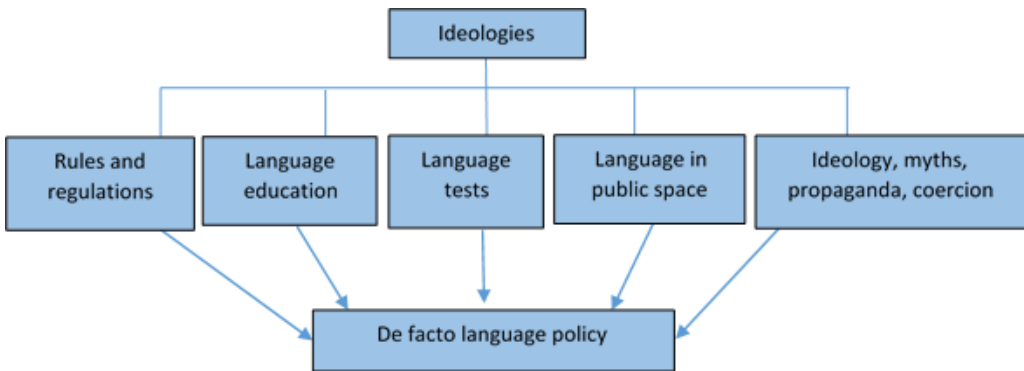 Ideologies
Rules and
regulations
Language
education
Language
tests
Language in
public space
Ideology, myths,
propaganda, coercion
De facto language policy